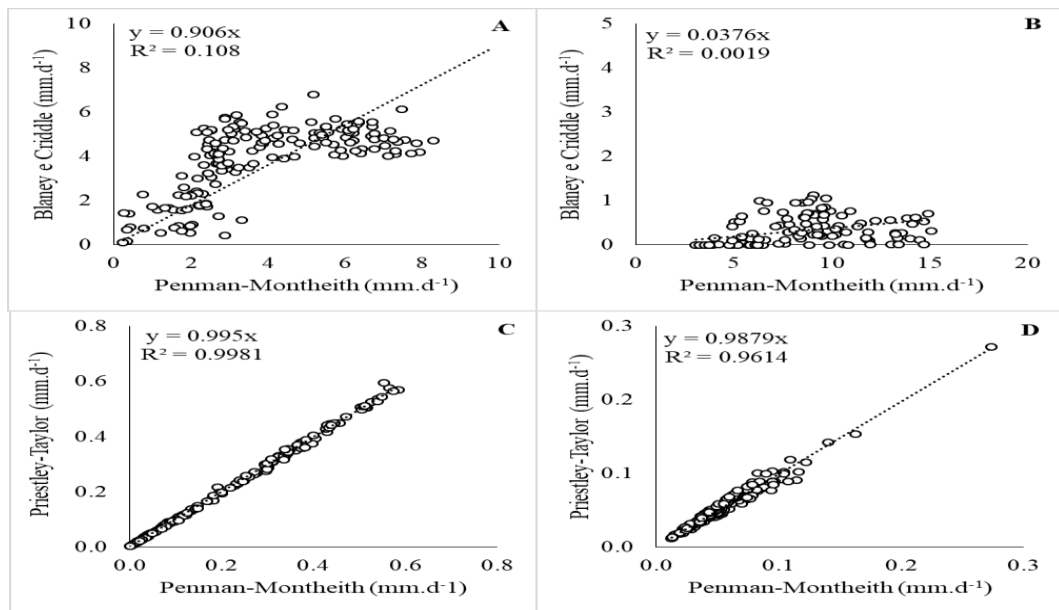 A
y = 0.906x
R² = 0.108
Blaney e Criddle (mm.d⁻¹)
10
8
6
4
2
0
0 2 4 6 8 10
Penman-Montheith (mm.d⁻¹)
B
y = 0.0376x
R² = 0.0019
Blaney e Criddle (mm.d⁻¹)
5
4
3
2
1
0
0 5 10 15 20
Penman-Montheith (mm.d⁻¹)
C
y = 0.995x
R² = 0.9981
Priestley-Taylor (mm.d⁻¹)
0.8
0.6
0.4
0.2
0.0
0.0 0.2 0.4 0.6 0.8
Penman-Montheith (mm.d⁻1)
D
y = 0.9879x
R² = 0.9614
Priestley-Taylor (mm.d⁻¹)
0.3
0.2
0.1
0.0
0.0 0.1 0.2 0.3
Penman-Montheith (mm.d⁻¹)